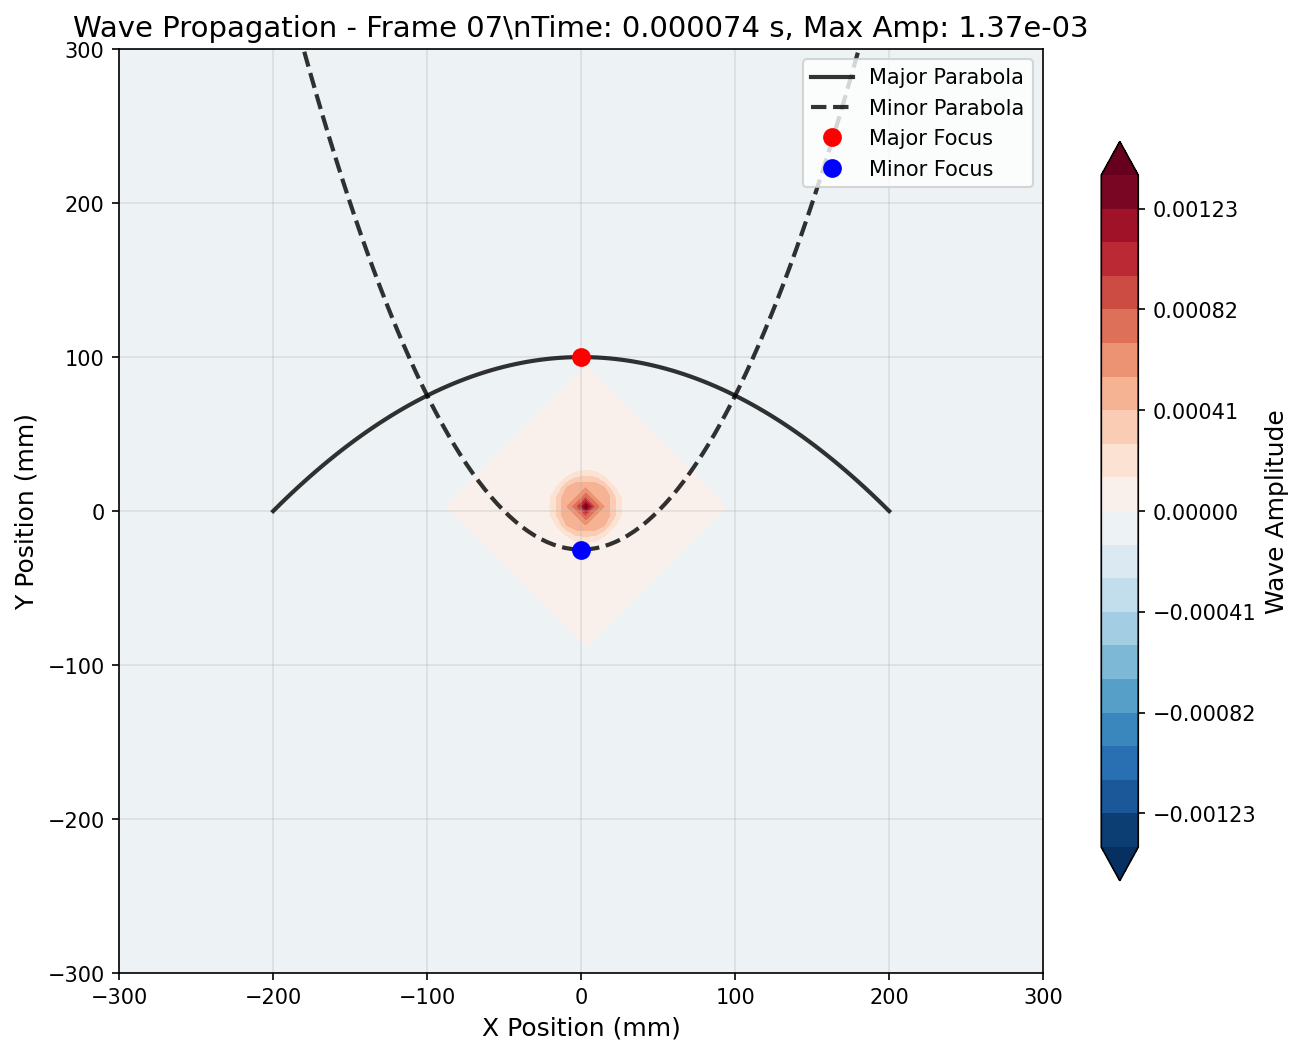 Wave Propagation - Frame 07\nTime: 0.000074 s, Max Amp: 1.37e-03
Major Parabola
Minor Parabola
Major Focus
Minor Focus
300
200
100
0
−100
−200
−300
Y Position (mm)
−300
−200
−100
0
100
200
300
X Position (mm)
0.00123
0.00082
0.00041
0.00000
−0.00041
−0.00082
−0.00123
Wave Amplitude